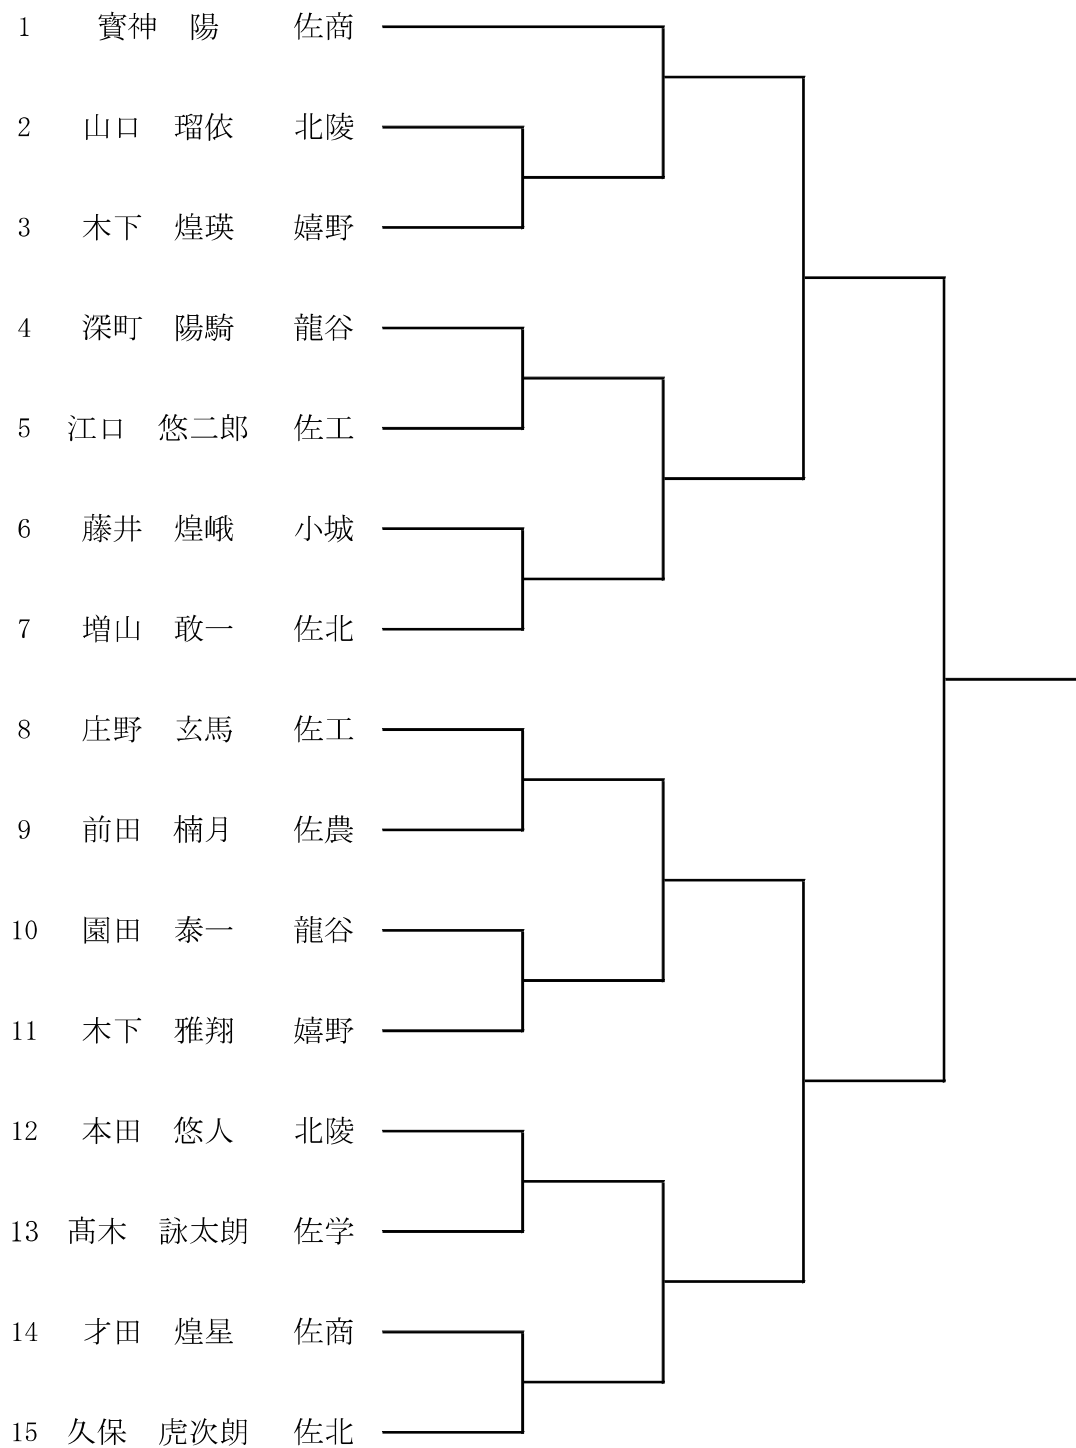 1 寳神 陽 佐商
2 山口 瑠依 北陵
3 木下 煌瑛 嬉野
4 深町 陽騎 龍谷
5 江口 悠二郎 佐工
6 藤井 煌峨 小城
7 増山 敢一 佐北
8 庄野 玄馬 佐工
9 前田 楠月 佐農
10 園田 泰一 龍谷
11 木下 雅翔 嬉野
12 本田 悠人 北陵
13 髙木 詠太朗 佐学
14 才田 煌星 佐商
15 久保 虎次朗 佐北